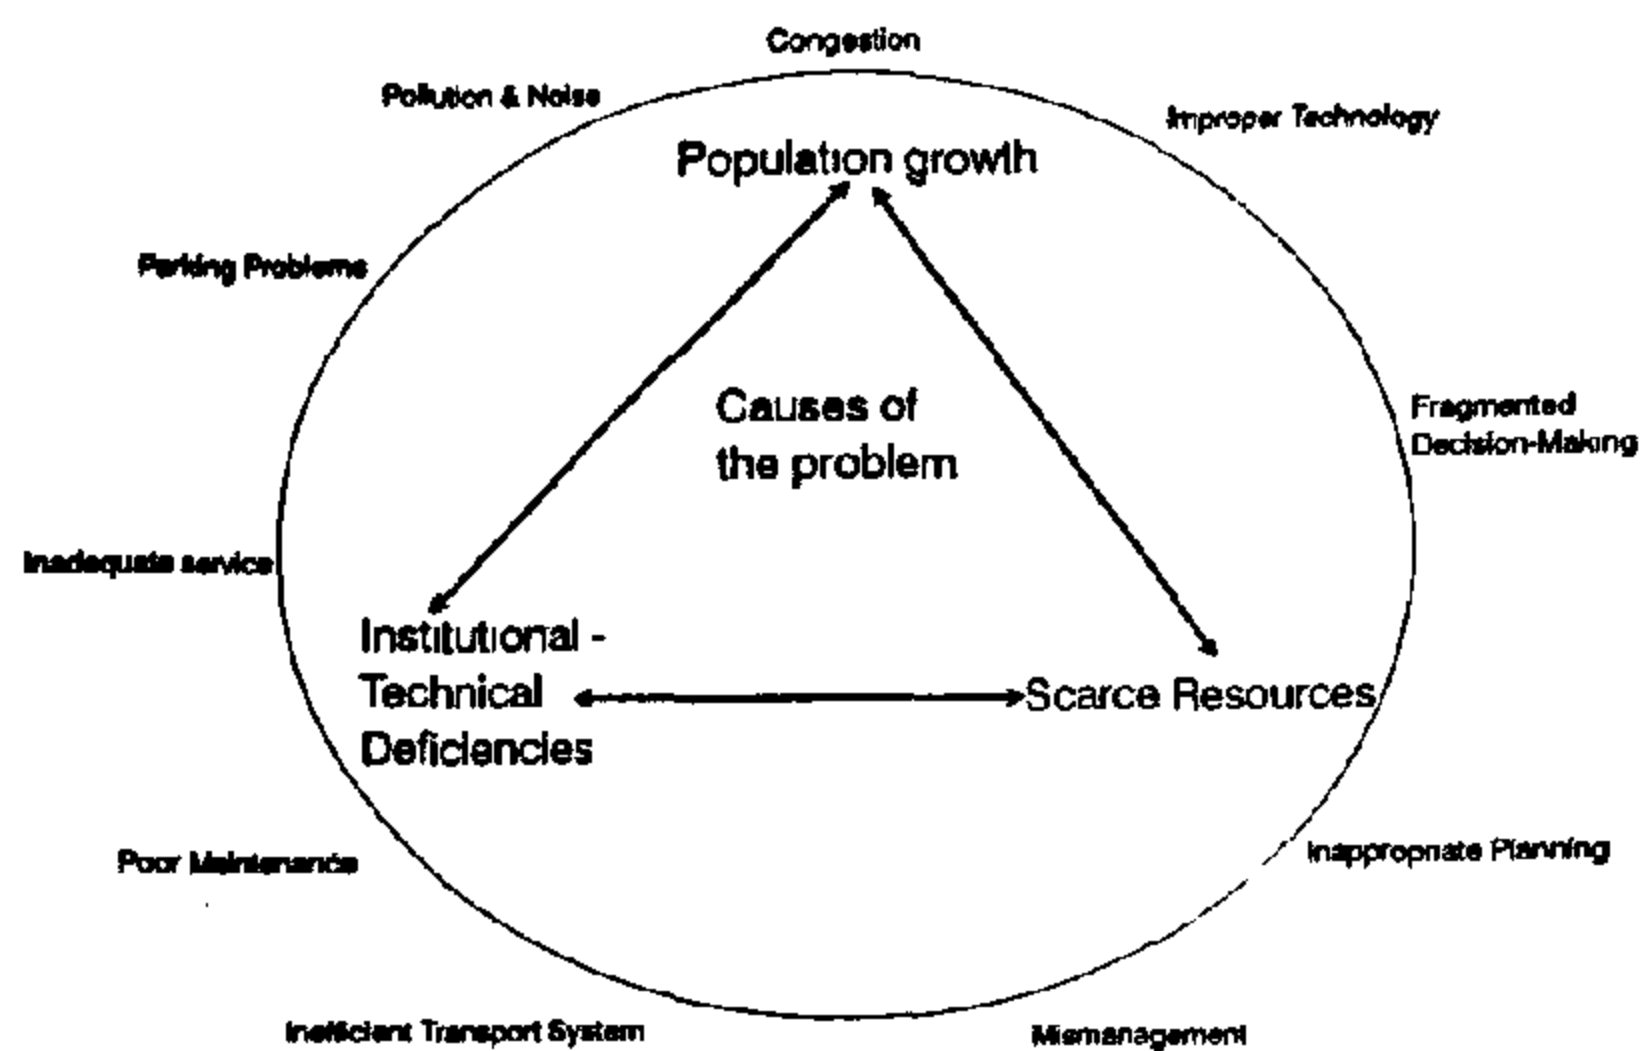 Congestion
Pollution & Noise
Improper Technology
Population growth
Parking Problems
Causes of
the problem
Fragmented
Decision-Making
Inadequate service
Institutional -
Technical
Deficiencies
Scarce Resources
Poor Maintenance
Inappropriate Planning
Inefficient Transport System
Mismanagement